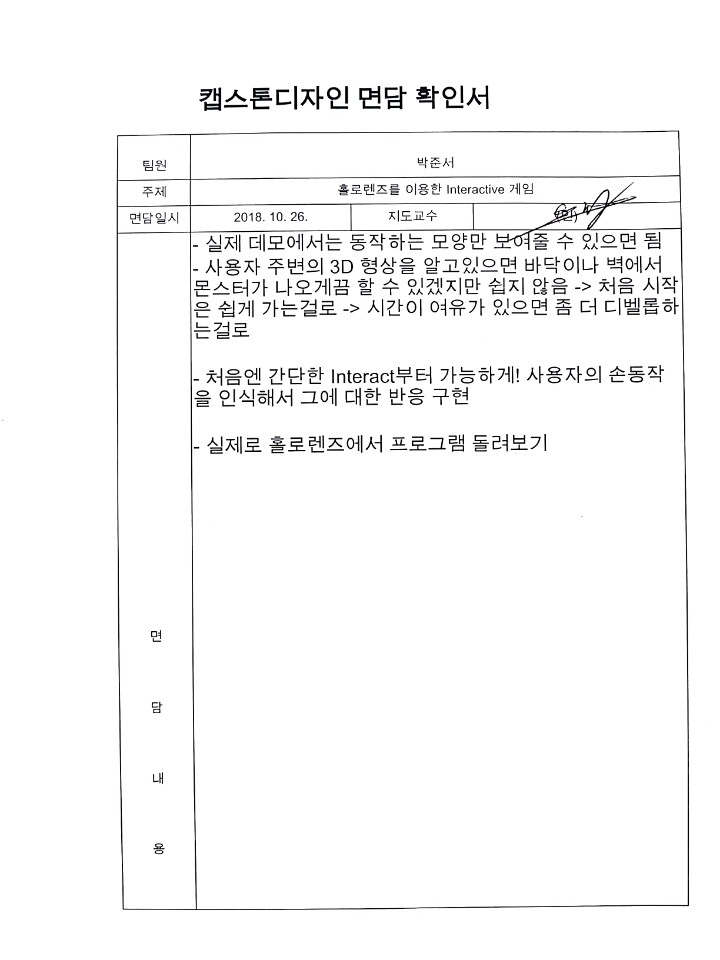 캡스톤디자인 면담 확인서
팀원 박준서
주제 홀로렌즈를 이용한 Interactive 게임
면담일시 2018. 10. 26. 지도교수 (인)
- 실제 데모에서는 동작하는 모양만 보여줄 수 있으면 됨
- 사용자 주변의 3D 형상을 알고있으면 바닥이나 벽에서
몬스터가 나오게끔 할 수 있겠지만 쉽지 않음 -> 처음 시작
은 쉽게 가는걸로 -> 시간이 여유가 있으면 좀 더 디벨롭하
는걸로
- 처음엔 간단한 Interact부터 가능하게! 사용자의 손동작
을 인식해서 그에 대한 반응 구현
- 실제로 홀로렌즈에서 프로그램 돌려보기
면
담
내
용